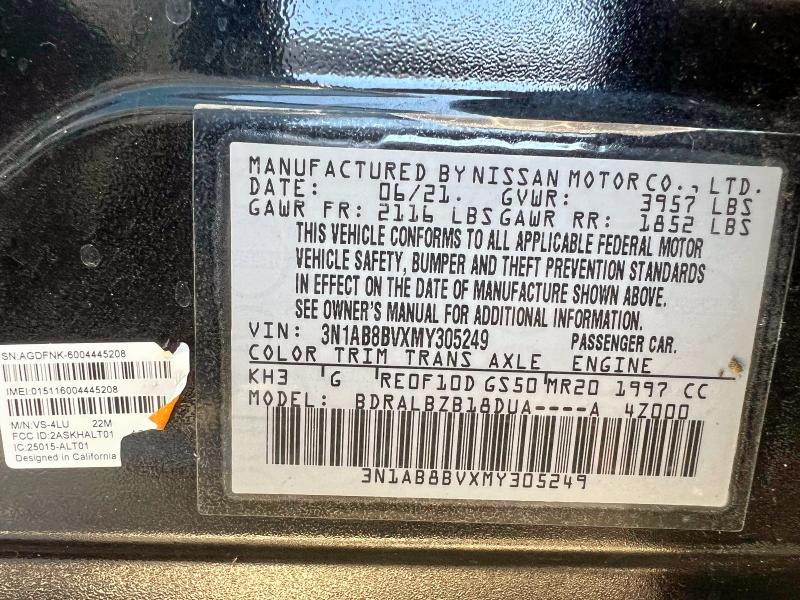 MANUFACTURED BY NISSAN MOTOR CO., LTD.
DATE: 06/21. GVWR: 3957 LBS
GAWR FR: 2116 LBS GAWR RR: 1852 LBS
THIS VEHICLE CONFORMS TO ALL APPLICABLE FEDERAL MOTOR
VEHICLE SAFETY, BUMPER AND THEFT PREVENTION STANDARDS
IN EFFECT ON THE DATE OF MANUFACTURE SHOWN ABOVE.
SEE OWNER'S MANUAL FOR ADDITIONAL INFORMATION.
VIN: 3N1AB8BVXMY305249 PASSENGER CAR.
COLOR TRIM TRANS AXLE ENGINE
KH3 G RE0F10D GS50 MR20 1997 CC
MODEL: BDRALBZB18DUA----A 4Z000
3N1AB8BVXMY305249
SN:AGDFNK-6004445208
IMEI:015116004445208
M/N:VS-4LU 22M
FCC ID:2ASKHALT01
IC:25015-ALT01
Designed in California